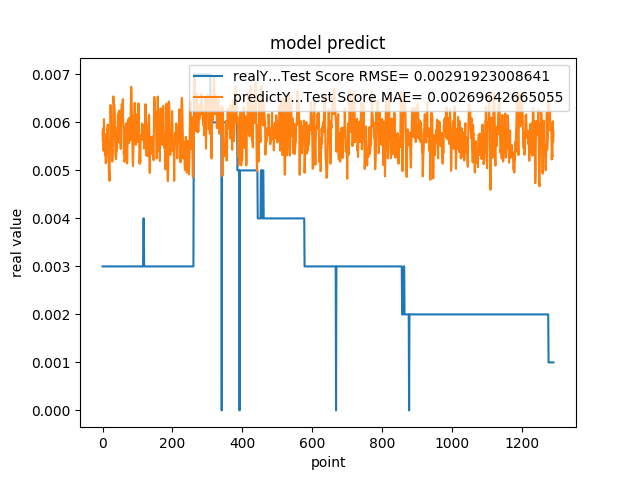 model predict
realY...Test Score RMSE= 0.00291923008641
predictY...Test Score MAE= 0.00269642665055
0.007
0.006
0.005
0.004
0.003
0.002
0.001
0.000
real value
0 200 400 600 800 1000 1200
point